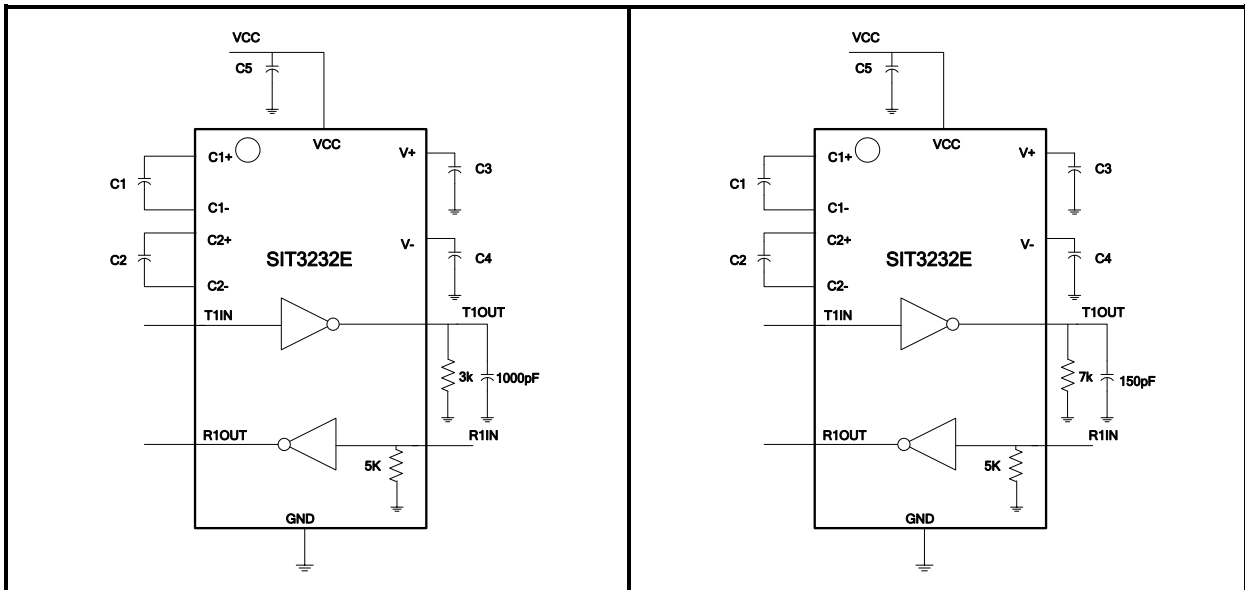 VCC
C5
VCC
C1+
V+
C1
C3
C1-
C2+
V-
C2
SIT3232E
C4
C2-
T1IN
T1OUT
3k
1000pF
R1OUT
R1IN
5K
GND
VCC
C5
VCC
C1+
V+
C1
C3
C1-
C2+
V-
C2
SIT3232E
C4
C2-
T1IN
T1OUT
7k
150pF
R1OUT
R1IN
5K
GND